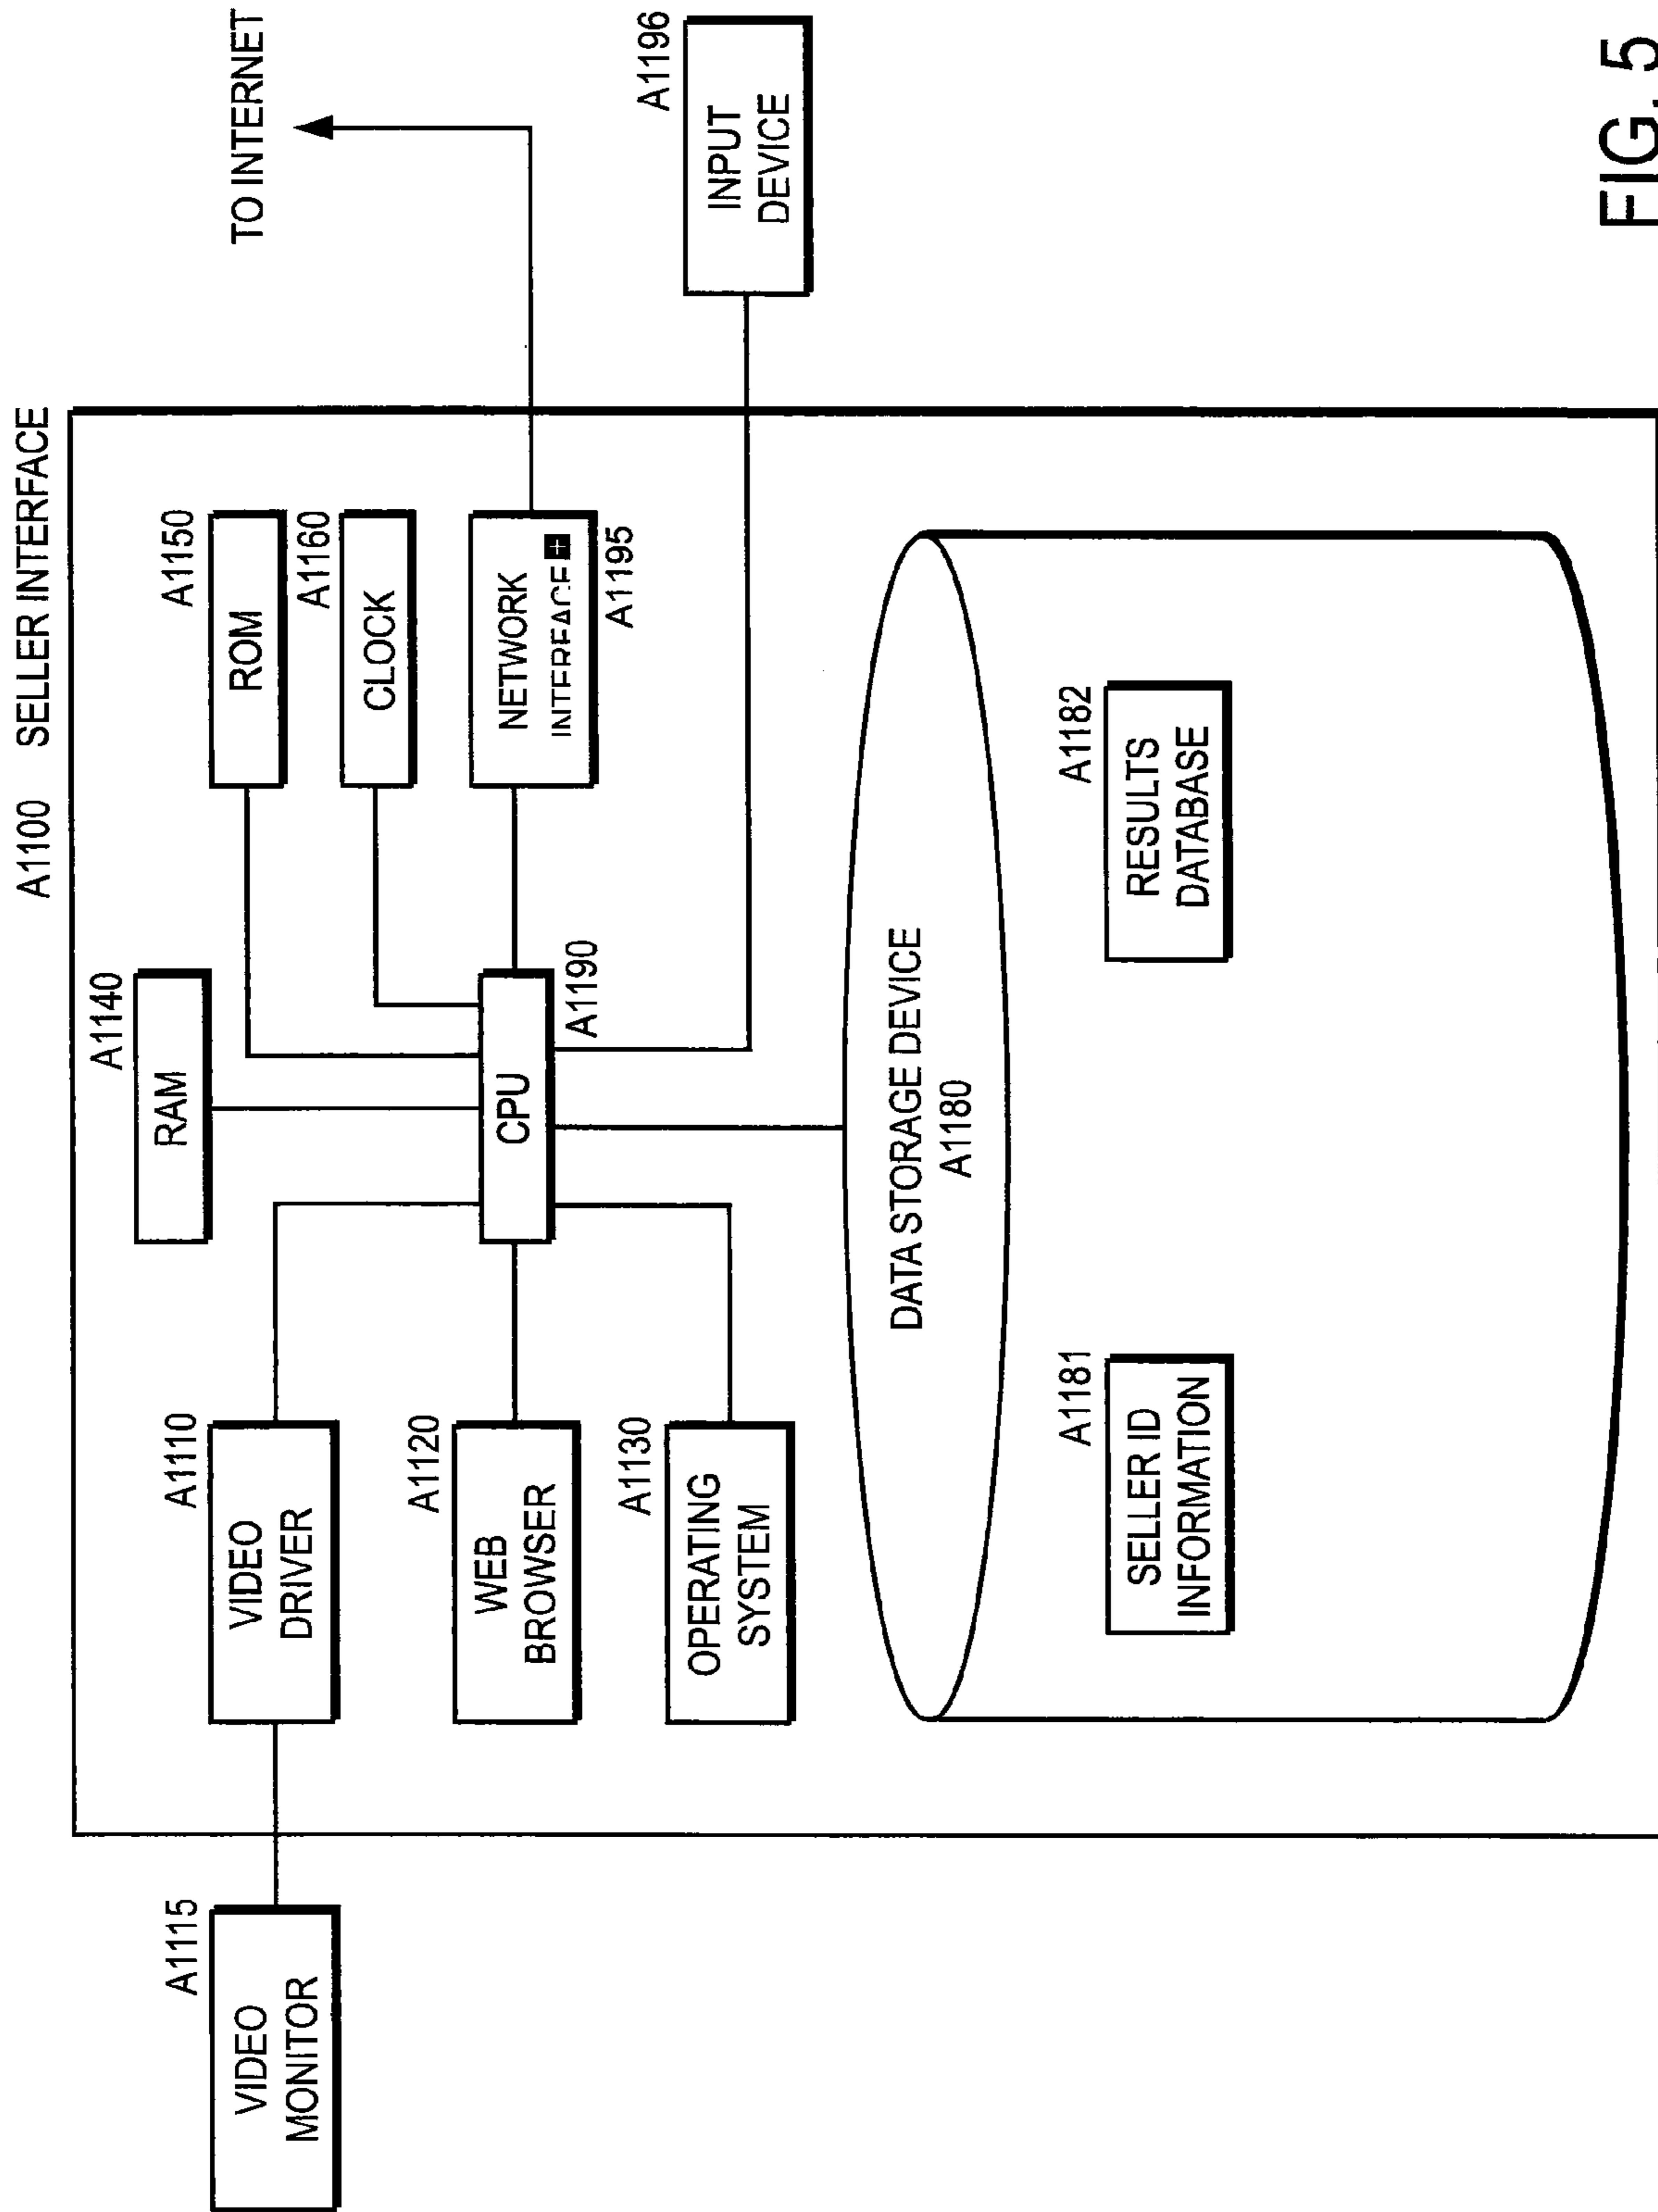 A1100 SELLER INTERFACE
TO INTERNET
A1115
VIDEO
MONITOR
A1110
VIDEO
DRIVER
A1120
WEB
BROWSER
A1130
OPERATING
SYSTEM
A1140
RAM
CPU
A1190
A1150
ROM
A1160
CLOCK
NETWORK
INTERFACE
A1195
A1196
INPUT
DEVICE
DATA STORAGE DEVICE
A1180
A1181
SELLER ID
INFORMATION
A1182
RESULTS
DATABASE
FIG. 5